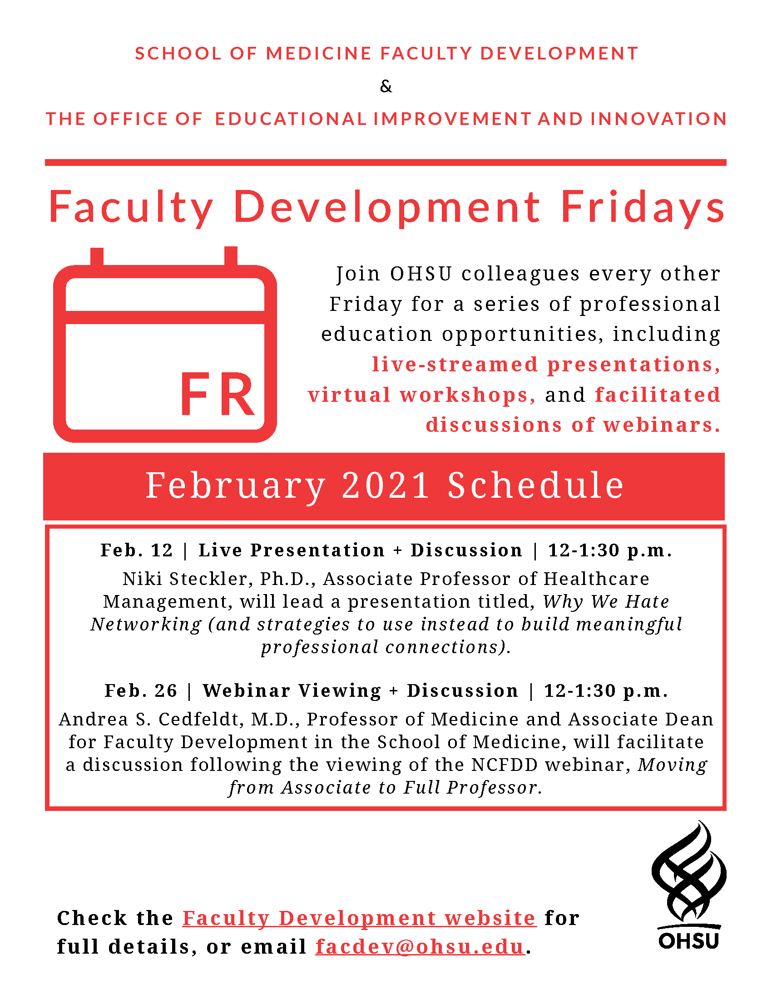 SCHOOL OF MEDICINE FACULTY DEVELOPMENT
&
THE OFFICE OF EDUCATIONAL IMPROVEMENT AND INNOVATION
Faculty Development Fridays
FR
Join OHSU colleagues every other
Friday for a series of professional
education opportunities, including
live-streamed presentations,
virtual workshops, and facilitated
discussions of webinars.
February 2021 Schedule
Feb. 12 | Live Presentation + Discussion | 12-1:30 p.m.
Niki Steckler, Ph.D., Associate Professor of Healthcare
Management, will lead a presentation titled, Why We Hate
Networking (and strategies to use instead to build meaningful
professional connections).
Feb. 26 | Webinar Viewing + Discussion | 12-1:30 p.m.
Andrea S. Cedfeldt, M.D., Professor of Medicine and Associate Dean
for Faculty Development in the School of Medicine, will facilitate
a discussion following the viewing of the NCFDD webinar, Moving
from Associate to Full Professor.
Check the Faculty Development website for
full details, or email facdev@ohsu.edu.
OHSU